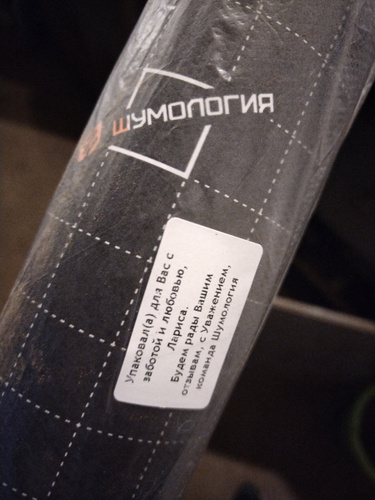 ШУМОЛОГИЯ
Упаковал(а) для Вас с
заботой и любовью,
Лариса.
Будем рады Вашим
отзывам, с Уважением,
команда Шумология